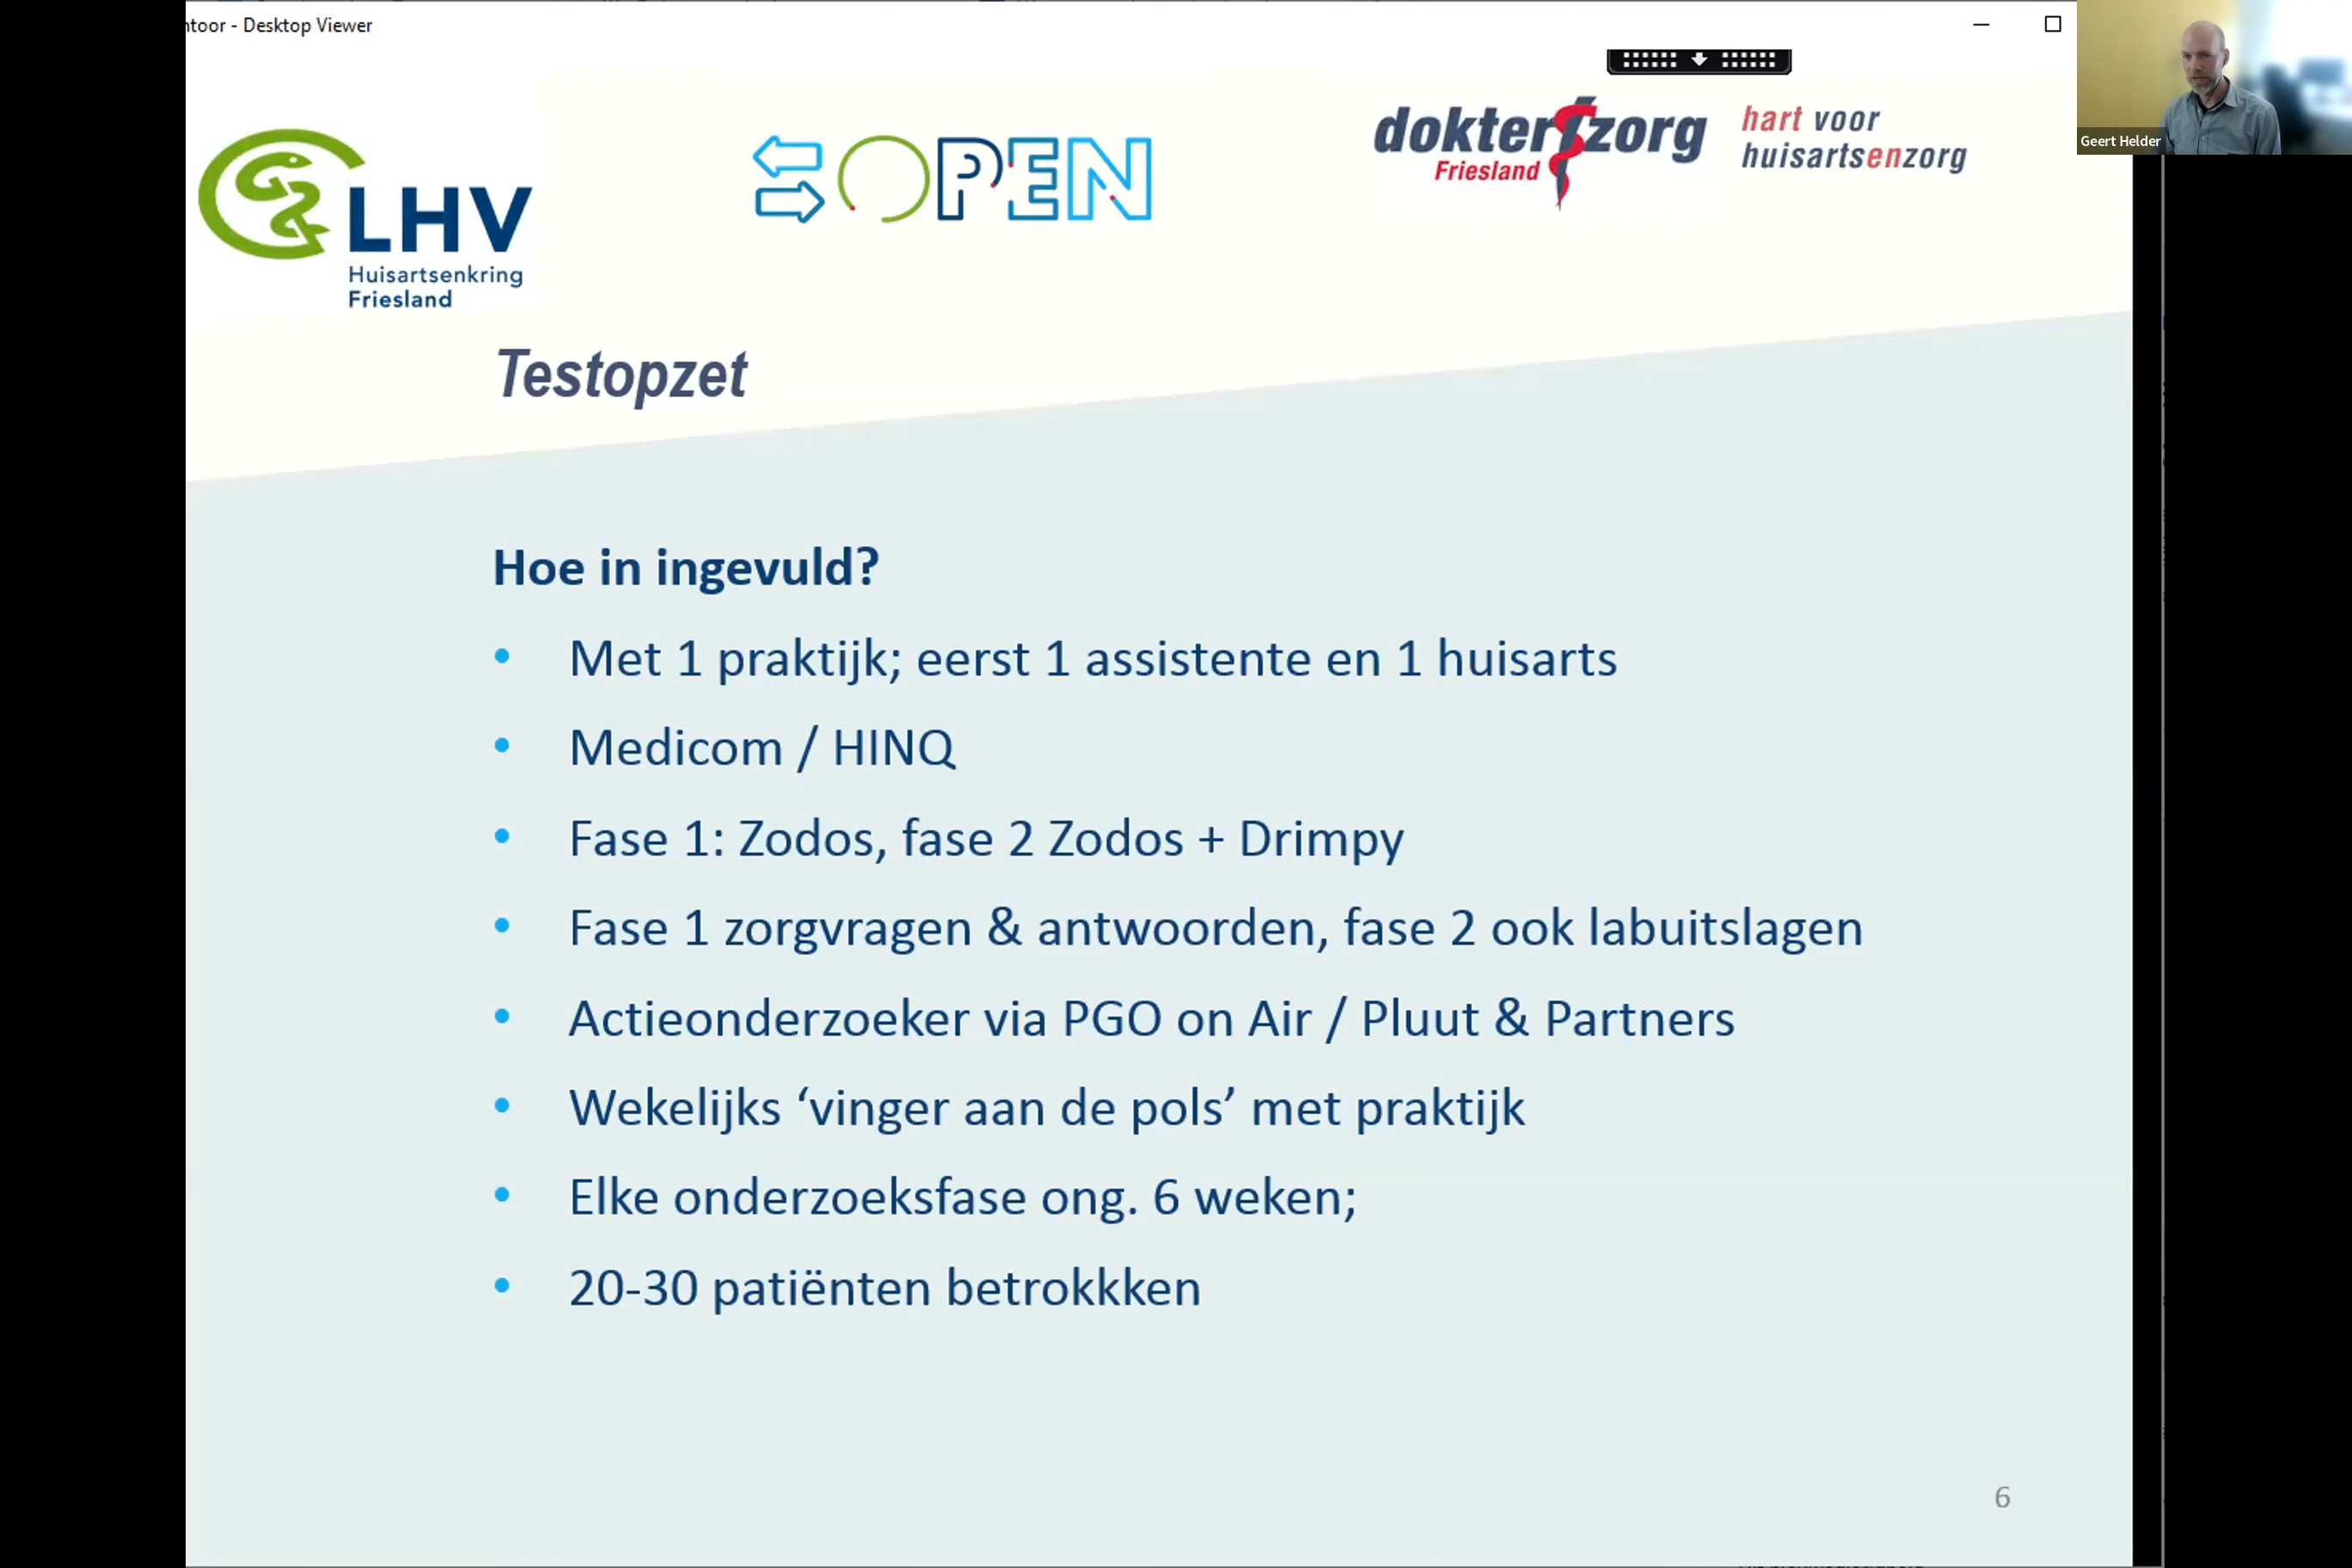 ntoor - Desktop Viewer
Geert Helder
LHV
Huisartsenkring
Friesland
OPEN
dokterzorg
Friesland
hart voor
huisartsenzorg
Testopzet
Hoe in ingevuld?
• Met 1 praktijk; eerst 1 assistente en 1 huisarts
• Medicom / HINQ
• Fase 1: Zodos, fase 2 Zodos + Drimpy
• Fase 1 zorgvragen & antwoorden, fase 2 ook labuitslagen
• Actieonderzoeker via PGO on Air / Pluut & Partners
• Wekelijks ‘vinger aan de pols’ met praktijk
• Elke onderzoeksfase ong. 6 weken;
• 20-30 patiënten betrokkken
6